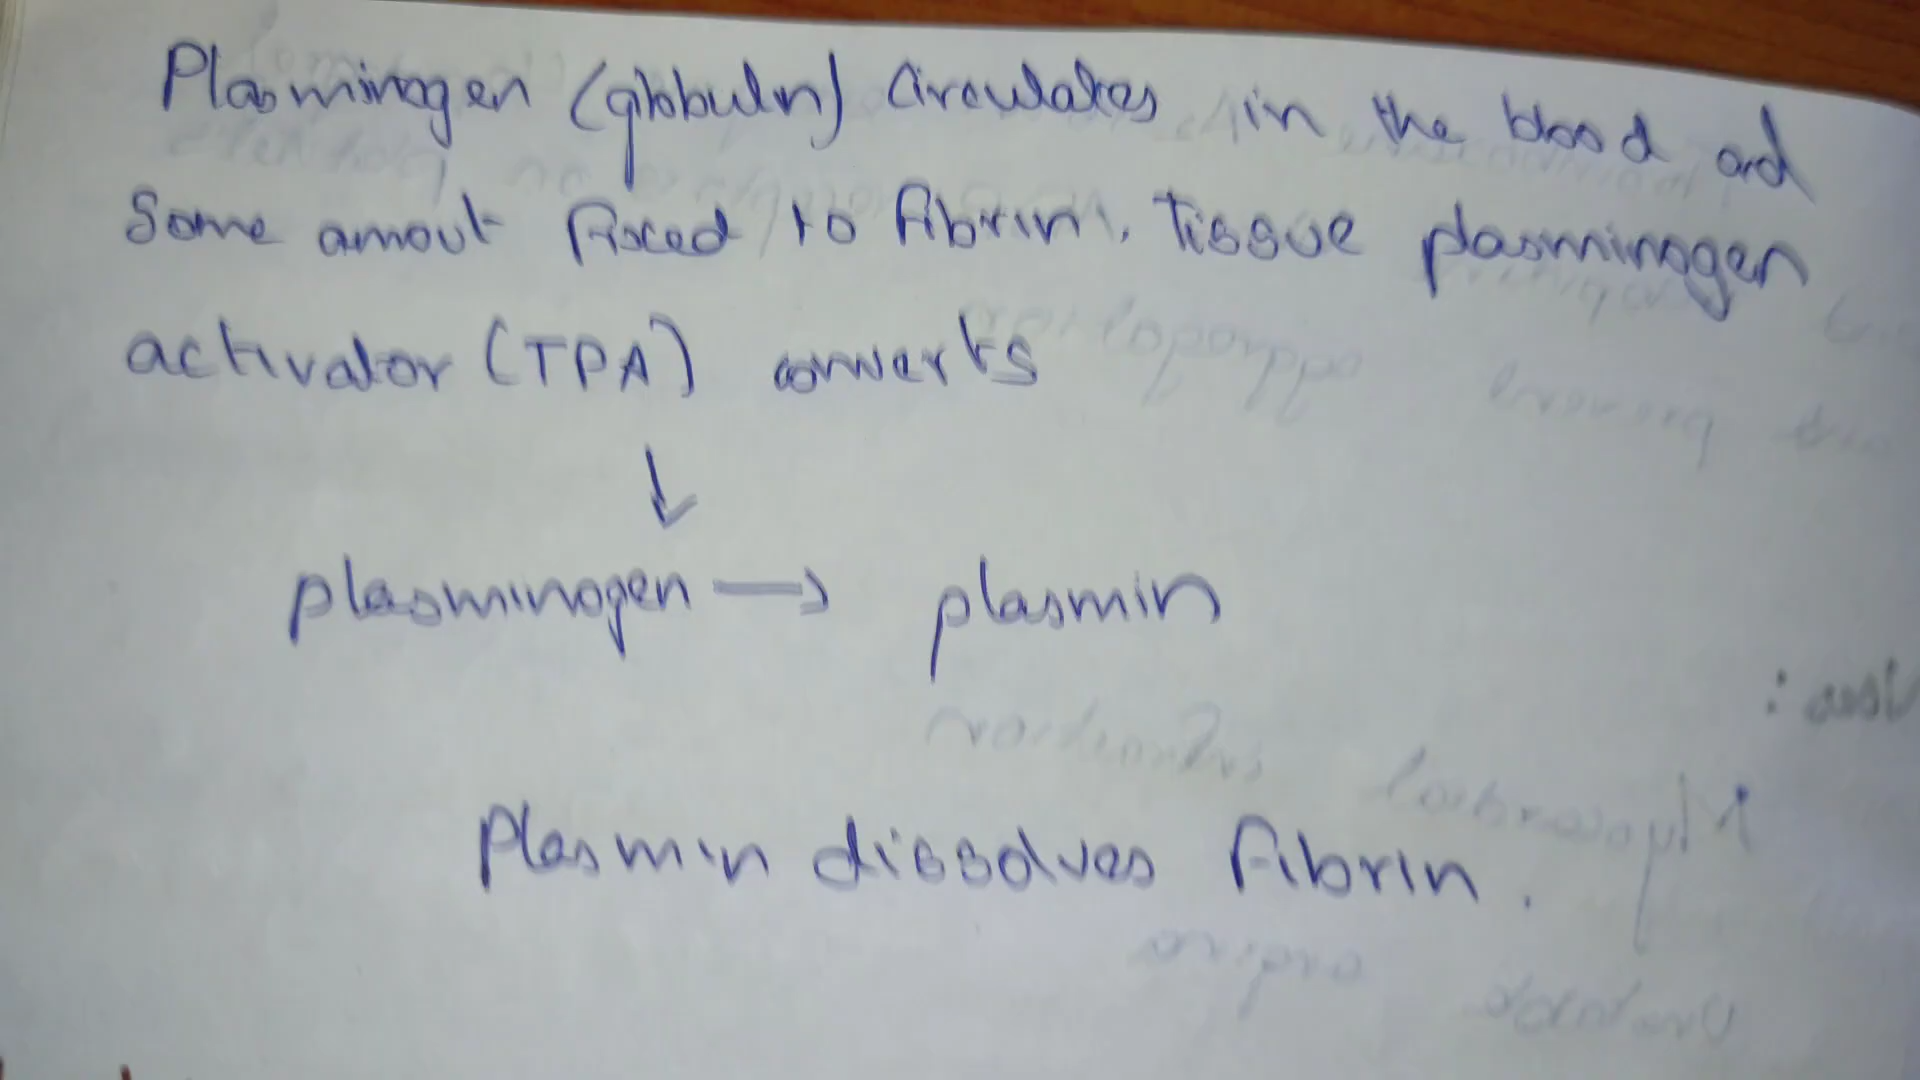 Plasminogen (globuln) Circulates in the blood and
Some amout fixed to fibrin. Tissue plasminogen
activator (TPA) converts
↓
plasminogen → plasmin
Plasmin dissolves fibrin.